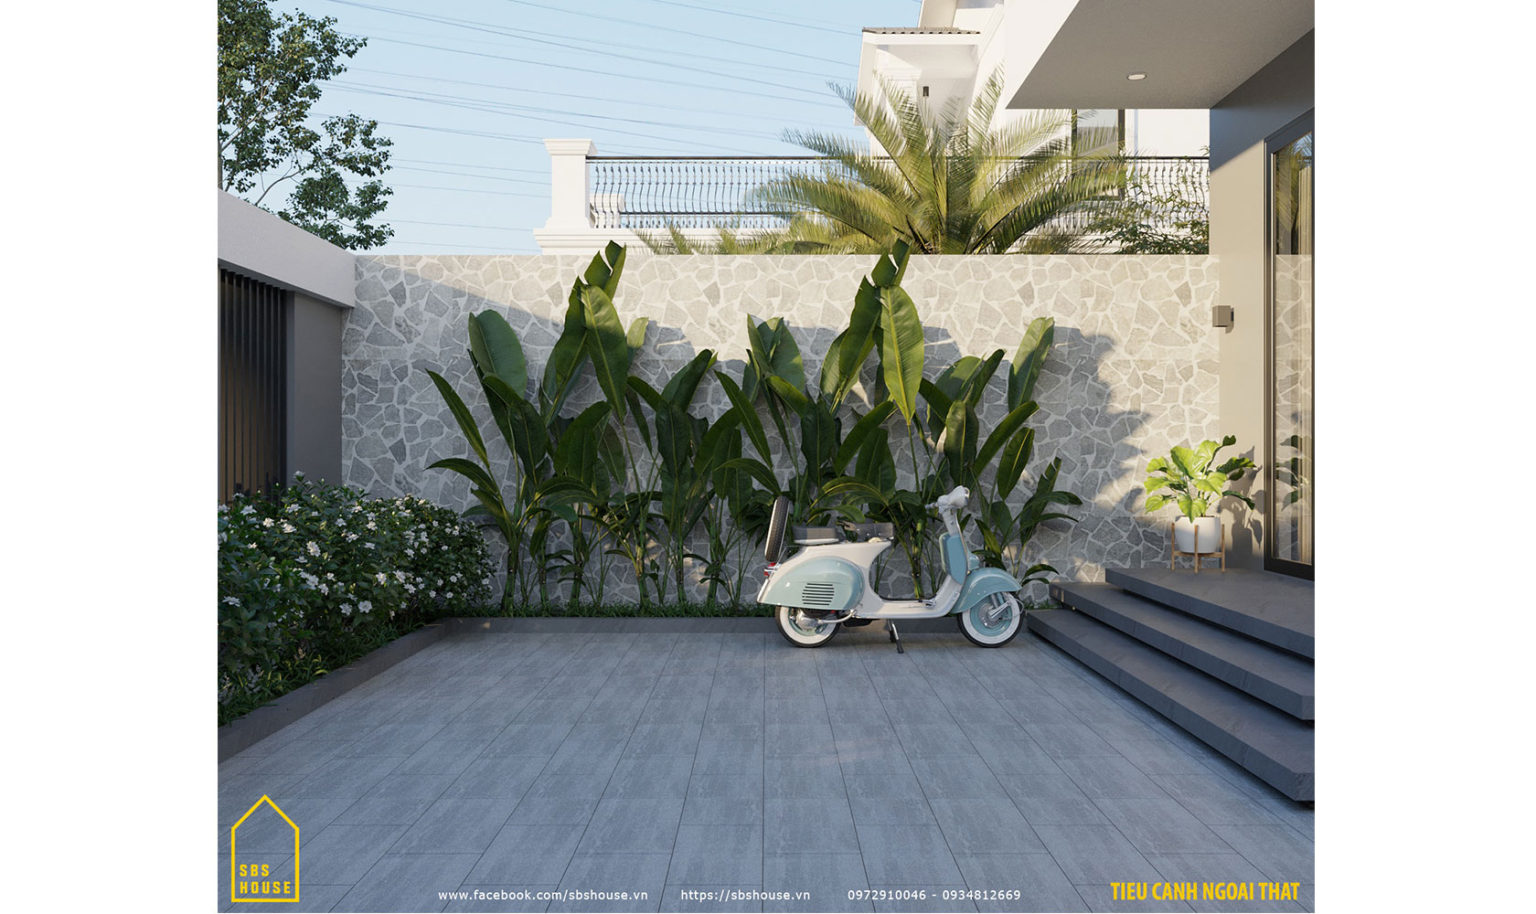 SBS
HOUSE
www.facebook.com/sbshouse.vn https://sbshouse.vn 0972910046 - 0934812669
TIEU CANH NGOAI THAT